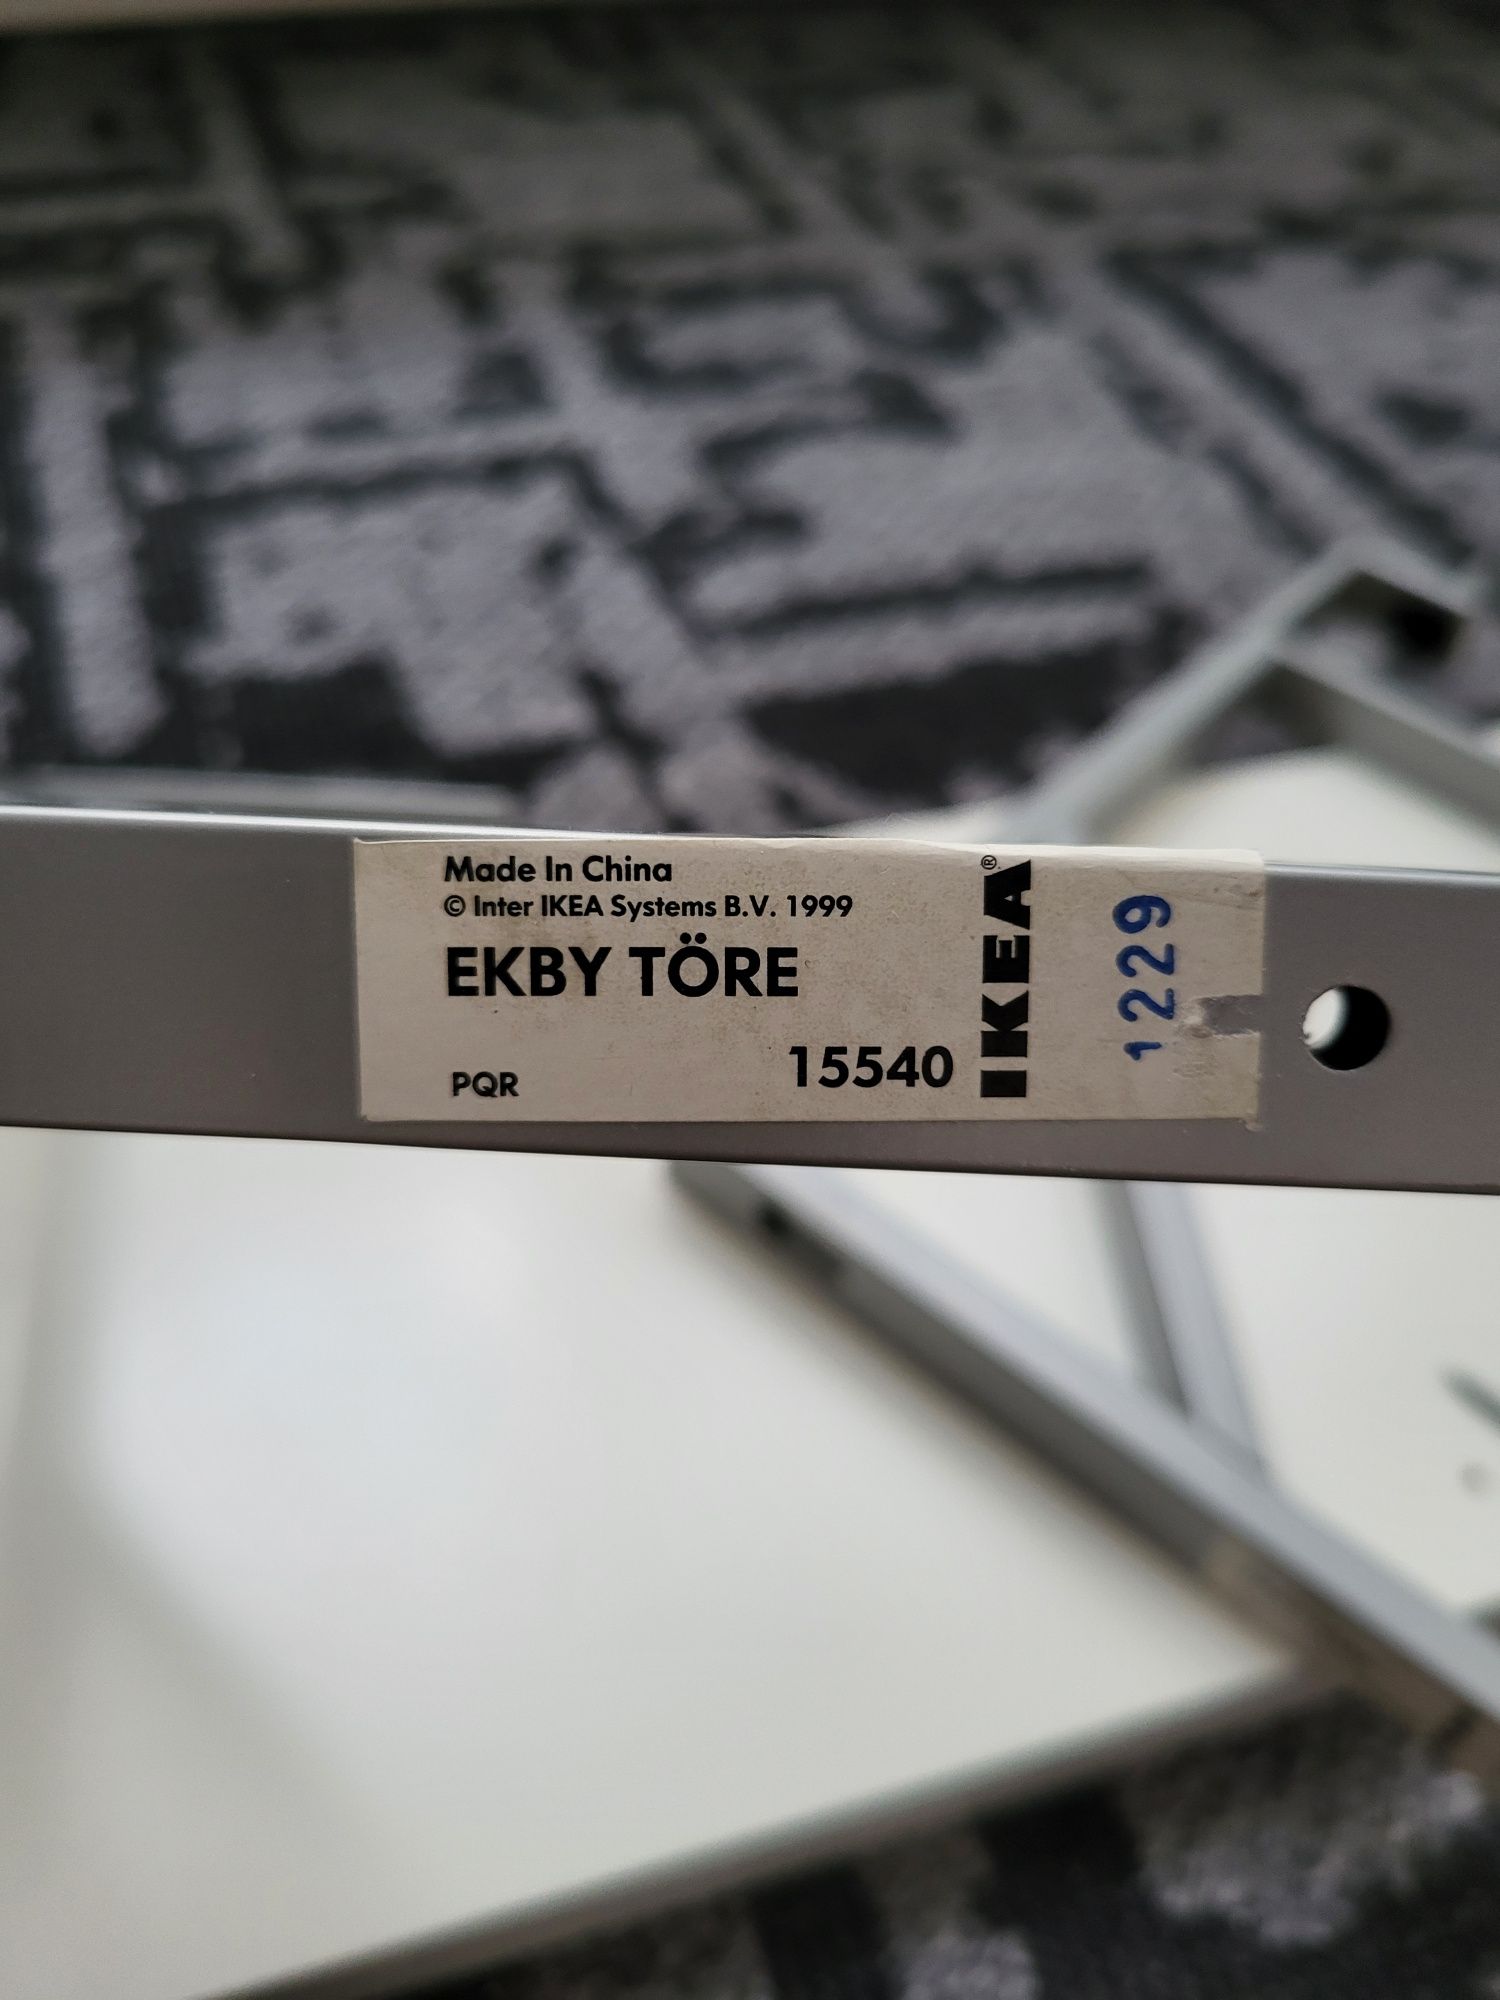 Made In China
© Inter IKEA Systems B.V. 1999
EKBY TÖRE
PQR
15540
IKEA®
1229